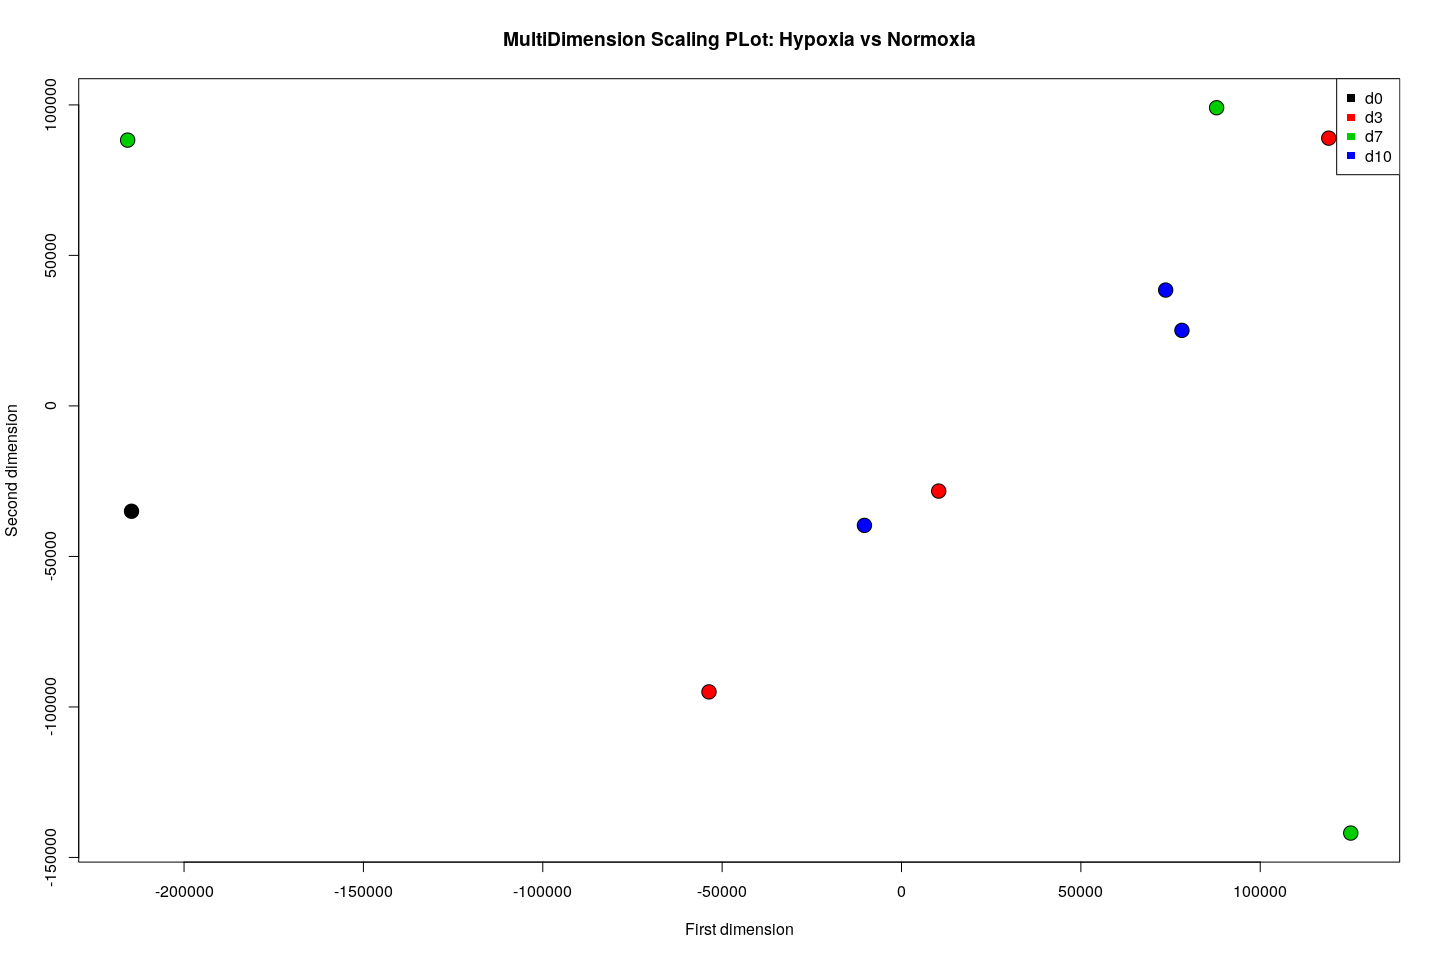 MultiDimension Scaling PLot: Hypoxia vs Normoxia
d0
d3
d7
d10
100000
50000
0
-50000
-100000
-150000
Second dimension
-200000
-150000
-100000
-50000
0
50000
100000
First dimension